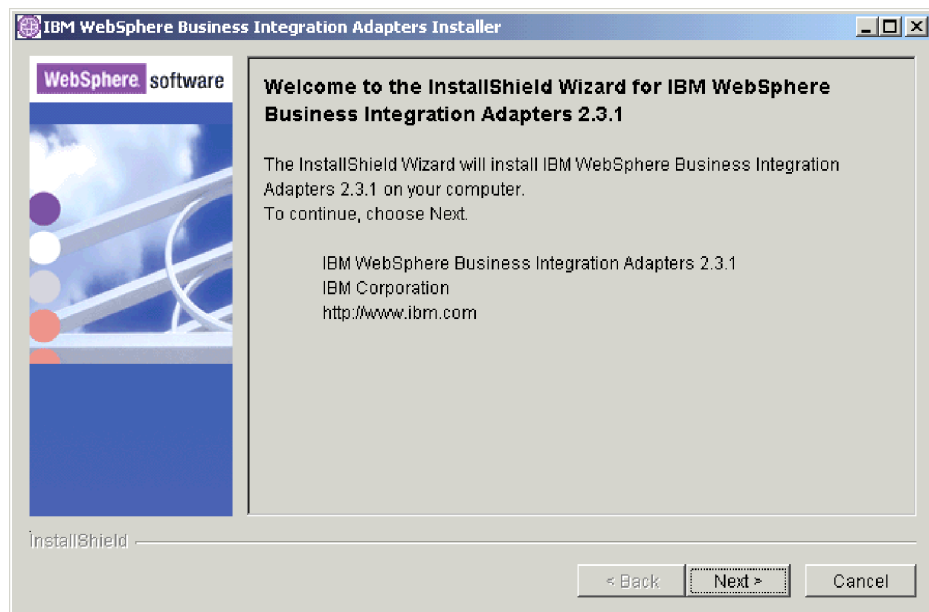 IBM WebSphere Business Integration Adapters Installer
WebSphere software
Welcome to the InstallShield Wizard for IBM WebSphere
Business Integration Adapters 2.3.1
The InstallShield Wizard will install IBM WebSphere Business Integration
Adapters 2.3.1 on your computer.
To continue, choose Next.
IBM WebSphere Business Integration Adapters 2.3.1
IBM Corporation
http://www.ibm.com
InstallShield
< Back Next > Cancel